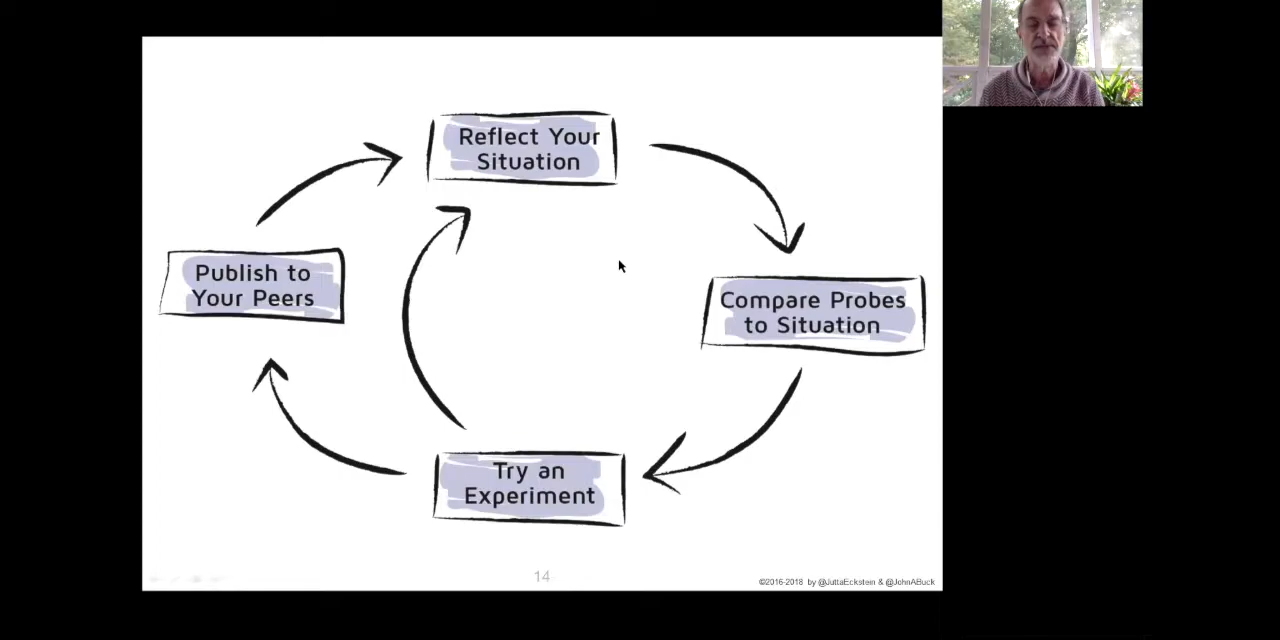 Reflect Your
Situation
Publish to
Your Peers
Compare Probes
to Situation
Try an
Experiment
14
©2016-2018 by @JuttaEckstein & @JohnABuck